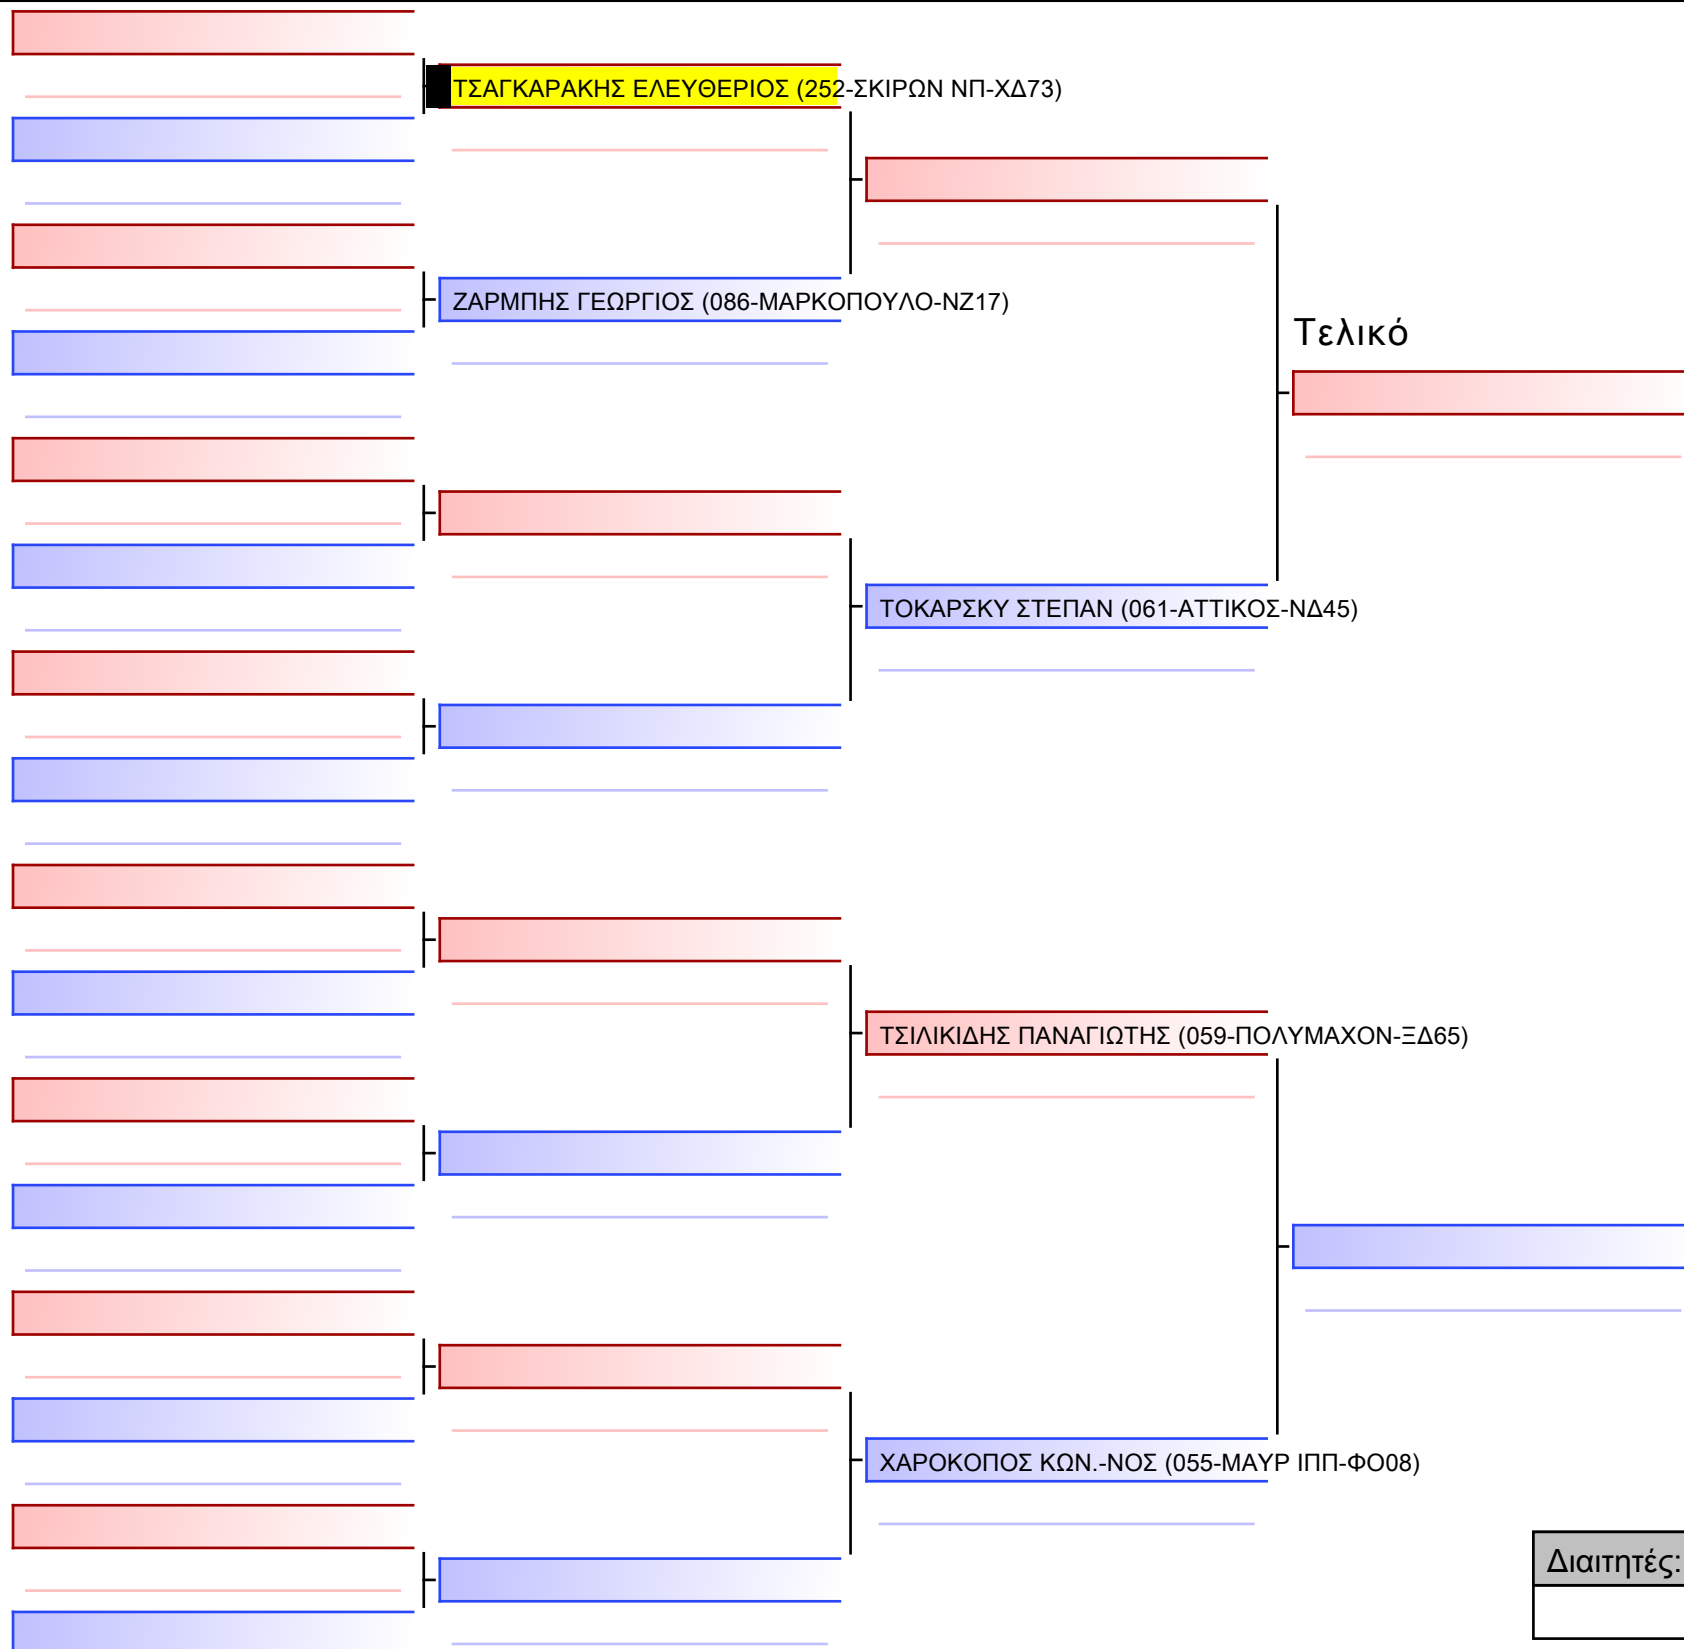 ΤΣΑΓΚΑΡΑΚΗΣ ΕΛΕΥΘΕΡΙΟΣ (252-ΣΚΙΡΩΝ ΝΠ-ΧΔ73)
ΖΑΡΜΠΗΣ ΓΕΩΡΓΙΟΣ (086-ΜΑΡΚΟΠΟΥΛΟ-ΝΖ17)
Τελικό
ΤΟΚΑΡΣΚΥ ΣΤΕΠΑΝ (061-ΑΤΤΙΚΟΣ-ΝΔ45)
ΤΣΙΛΙΚΙΔΗΣ ΠΑΝΑΓΙΩΤΗΣ (059-ΠΟΛΥΜΑΧΟΝ-ΞΔ65)
ΧΑΡΟΚΟΠΟΣ ΚΩΝ.-ΝΟΣ (055-ΜΑΥΡ ΙΠΠ-ΦΟ08)
Διαιτητές: